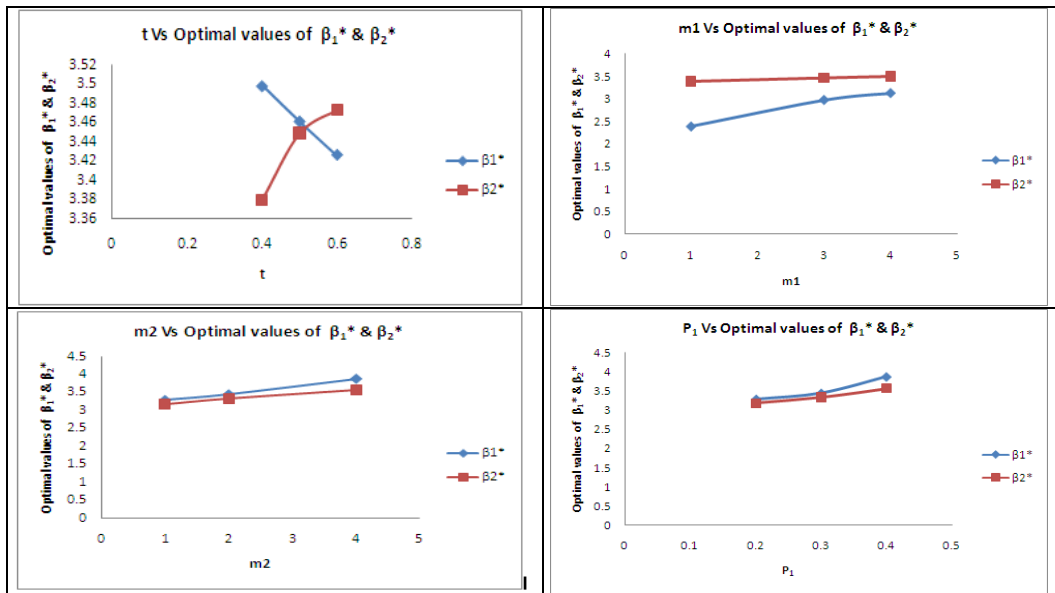 t Vs Optimal values of β₁* & β₂*
Optimal values of β₁* & β₂*
3.52
3.5
3.48
3.46
3.44
3.42
3.4
3.38
3.36
0 0.2 0.4 0.6 0.8
t
β1*
β2*
m1 Vs Optimal values of β₁* & β₂*
Optimal values of β₁* & β₂*
4
3.5
3
2.5
2
1.5
1
0.5
0
0 1 2 3 4 5
m1
β1*
β2*
m2 Vs Optimal values of β₁* & β₂*
Optimal values of β₁* & β₂*
4.5
4
3.5
3
2.5
2
1.5
1
0.5
0
0 1 2 3 4 5
m2
β1*
β2*
P₁ Vs Optimal values of β₁* & β₂*
Optimal values of β₁* & β₂*
4.5
4
3.5
3
2.5
2
1.5
1
0.5
0
0 0.1 0.2 0.3 0.4 0.5
P₁
β1*
β2*